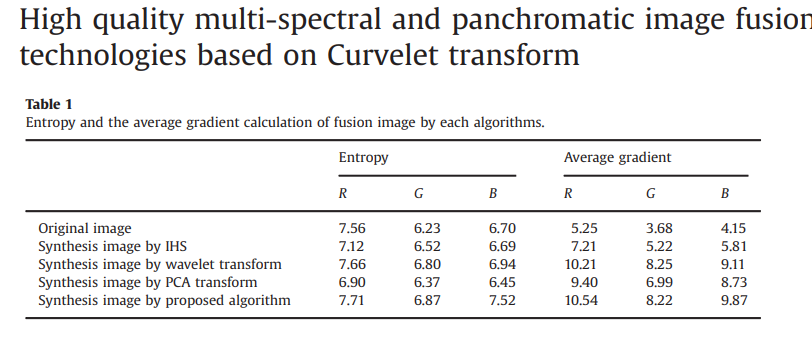 High quality multi-spectral and panchromatic image fusion
technologies based on Curvelet transform
Table 1
Entropy and the average gradient calculation of fusion image by each algorithms.
Entropy Average gradient
R G B R G B
Original image 7.56 6.23 6.70 5.25 3.68 4.15
Synthesis image by IHS 7.12 6.52 6.69 7.21 5.22 5.81
Synthesis image by wavelet transform 7.66 6.80 6.94 10.21 8.25 9.11
Synthesis image by PCA transform 6.90 6.37 6.45 9.40 6.99 8.73
Synthesis image by proposed algorithm 7.71 6.87 7.52 10.54 8.22 9.87